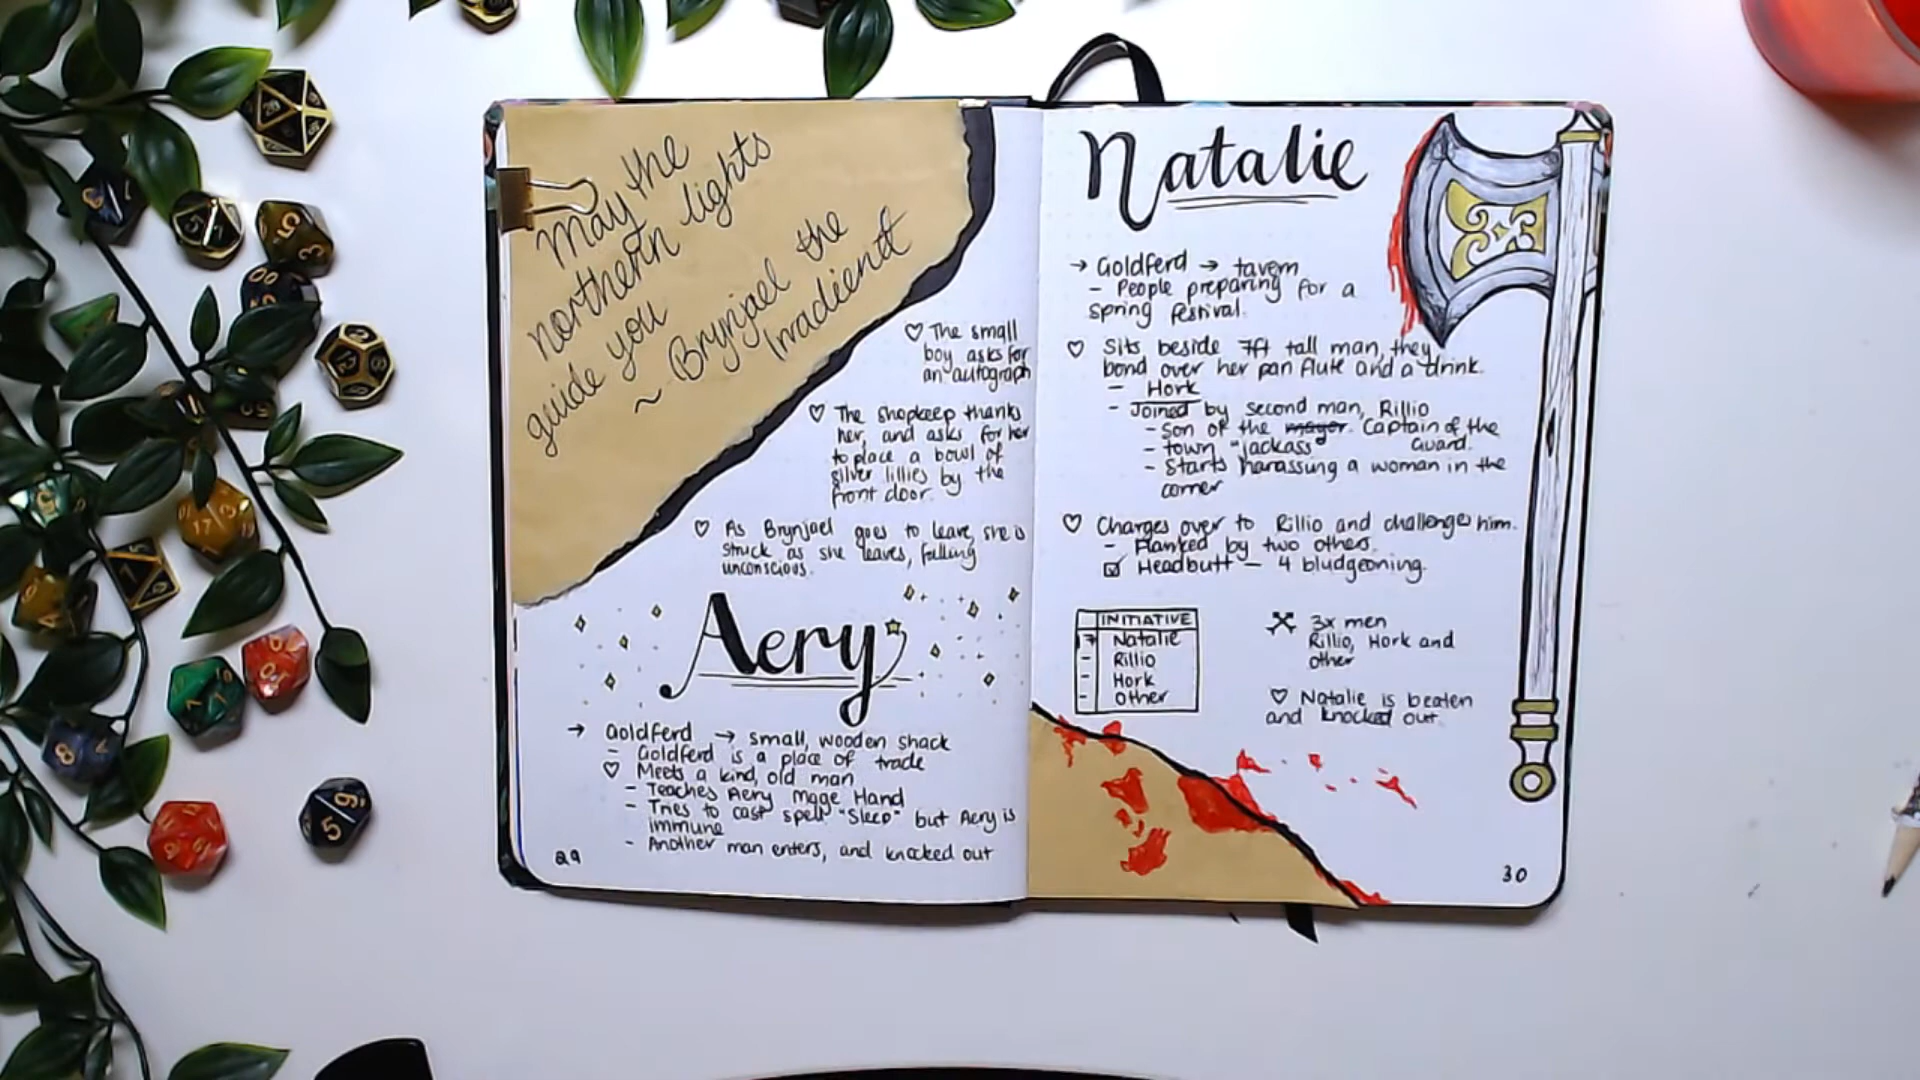 May the
northern lights
guide you
~ Brynjael the
Irradient
♡ The small
boy asks for
an autograph
♡ The shopkeep thanks
her, and asks for her
to place a bowl of
silver lillies by the
front door.
♡ As Brynjael goes to leave, she is
struck as she leaves, falling
unconscious.
Aery
→ Goldferd → small, wooden shack
- Goldferd is a place of trade
♡ Meets a kind, old man
- Teaches Aery Mage Hand
- Tries to cast spell "Sleep" but Aery is
immune
- Another man enters, and knocked out
29
Natalie
→ Goldferd → tavern
- People preparing for a
spring festival.
♡ Sits beside 7ft tall man, they
bond over her pan flute and a drink.
- Hork
- Joined by second man, Rillio
- son of the mayor. Captain of the
Guard.
- town "jackass"
- Starts harassing a woman in the
corner
♡ Charges over to Rillio and challenges him.
- Flanked by two others.
☑ Headbutt — 4 bludgeoning.
INITIATIVE
17 Natalie
- Rillio
- Hork
- Other
3x men
Rillio, Hork and
other
♡ Natalie is beaten
and knocked out.
30